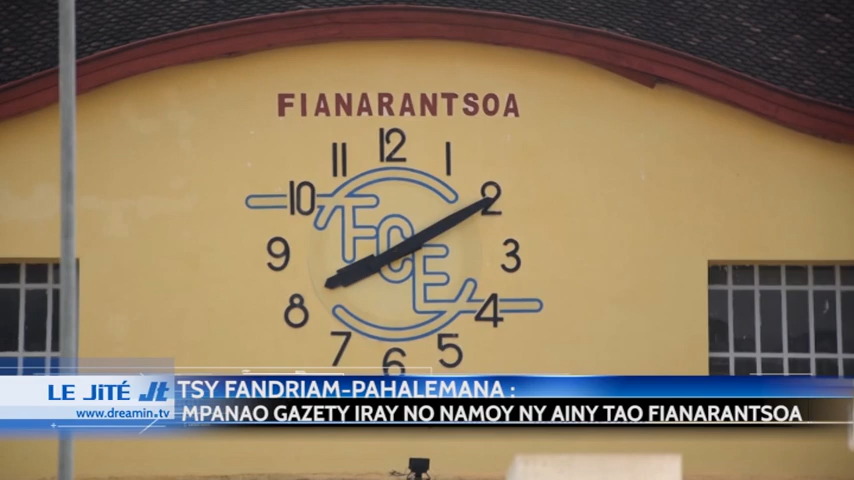 FIANARANTSOA
12
11
1
10
2
9
3
8
4
7
5
6
FCE
LE JiTÉ Jt
www.dreamin.tv
TSY FANDRIAM-PAHALEMANA :
MPANAO GAZETY IRAY NO NAMOY NY AINY TAO FIANARANTSOA